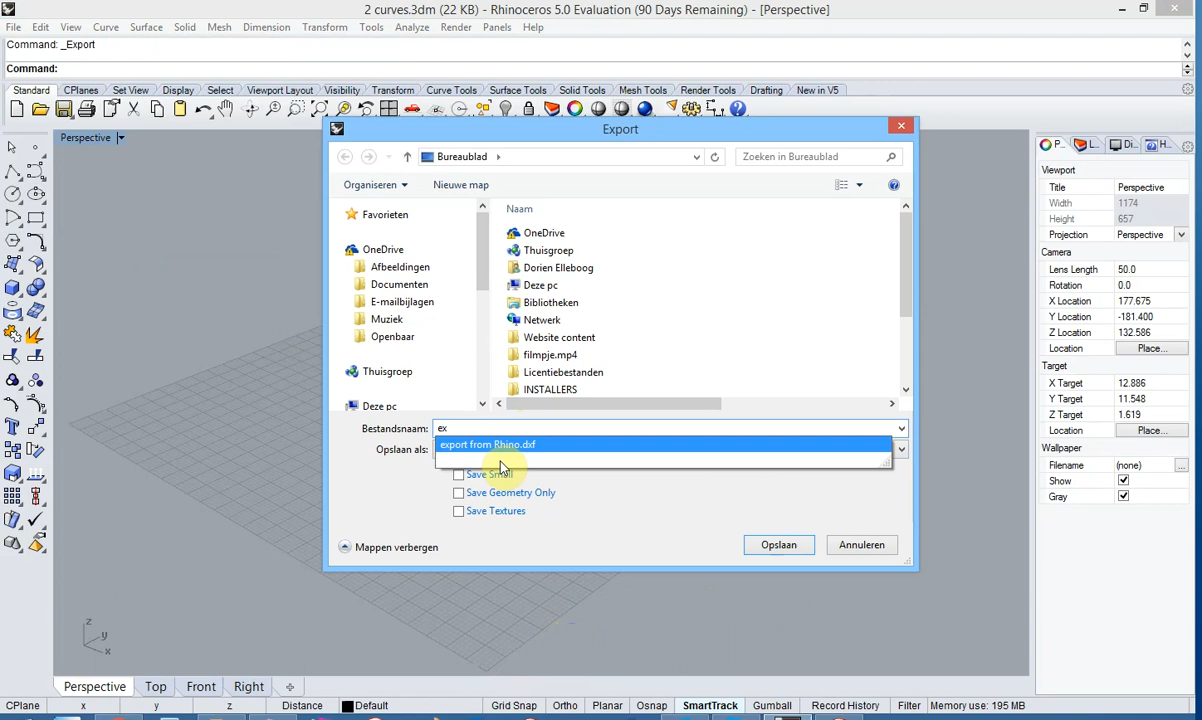 2 curves.3dm (22 KB) - Rhinoceros 5.0 Evaluation (90 Days Remaining) - [Perspective]
File Edit View Curve Surface Solid Mesh Dimension Transform Tools Analyze Render Panels Help
Command: _Export
Command:
Standard CPlanes Set View Display Select Viewport Layout Visibility Transform Curve Tools Surface Tools Solid Tools Mesh Tools Render Tools Drafting New in V5
Perspective
Export
Bureaublad
Zoeken in Bureaublad
Organiseren Nieuwe map
Favorieten
OneDrive
Afbeeldingen
Documenten
E-mailbijlagen
Muziek
Openbaar
Thuisgroep
Deze pc
Naam
OneDrive
Thuisgroep
Dorien Elleboog
Deze pc
Bibliotheken
Netwerk
Website content
filmpje.mp4
Licentiebestanden
INSTALLERS
Bestandsnaam: ex
export from Rhino.dxf
Opslaan als:
Save Small
Save Geometry Only
Save Textures
Mappen verbergen
Opslaan Annuleren
P... L... Di... H...
Viewport
Title Perspective
Width 1174
Height 657
Projection Perspective
Camera
Lens Length 50.0
Rotation 0.0
X Location 177.675
Y Location -181.400
Z Location 132.586
Location Place...
Target
X Target 12.886
Y Target 11.548
Z Target 1.619
Location Place...
Wallpaper
Filename (none) ...
Show
Gray
z
y
x
Perspective Top Front Right
CPlane x y z Distance Default Grid Snap Ortho Planar Osnap SmartTrack Gumball Record History Filter Memory use: 195 MB